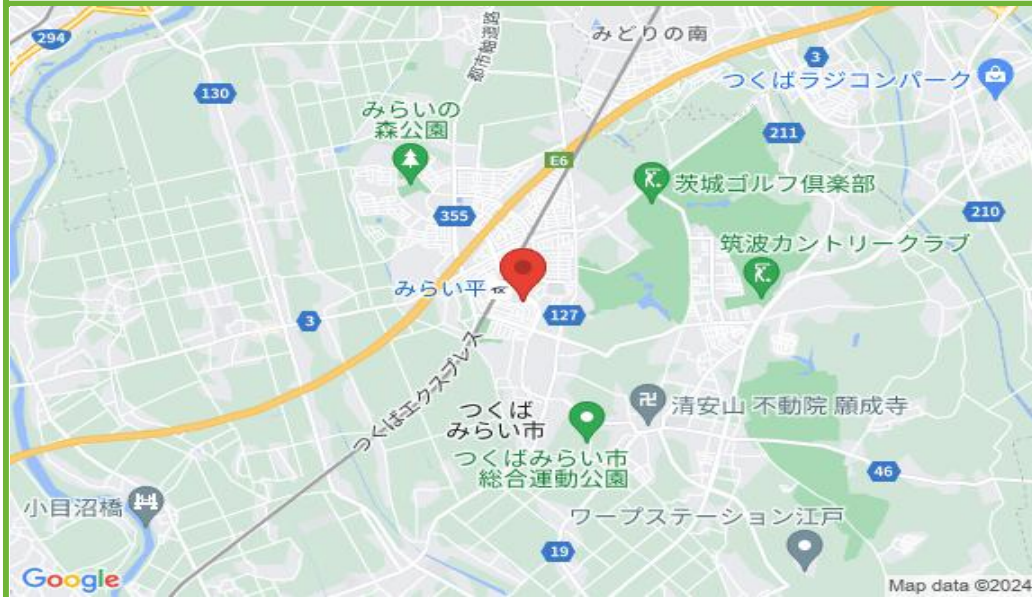 294
都市軸道路
みどりの南
3
つくばラジコンパーク
130
みらいの
森公園
211
E6
茨城ゴルフ倶楽部
355
210
筑波カントリークラブ
みらい平
127
3
つくばエクスプレス
つくば
みらい市
清安山 不動院 願成寺
つくばみらい市
総合運動公園
46
小目沼橋
ワープステーション江戸
19
Google
Map data ©2024